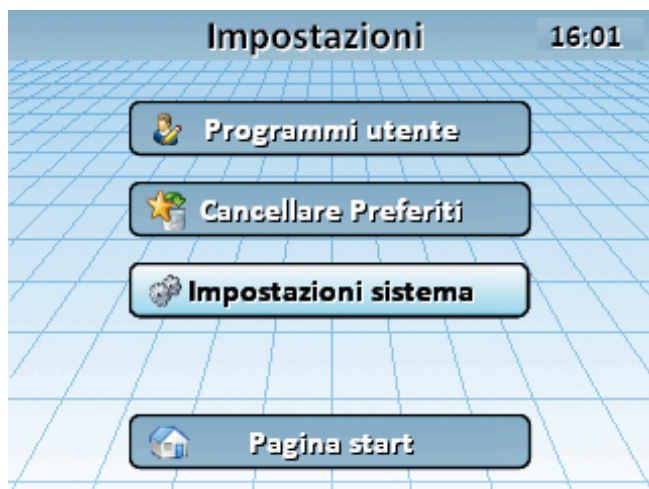 Impostazioni 16:01
Programmi utente
Cancellare Preferiti
Impostazioni sistema
Pagina start